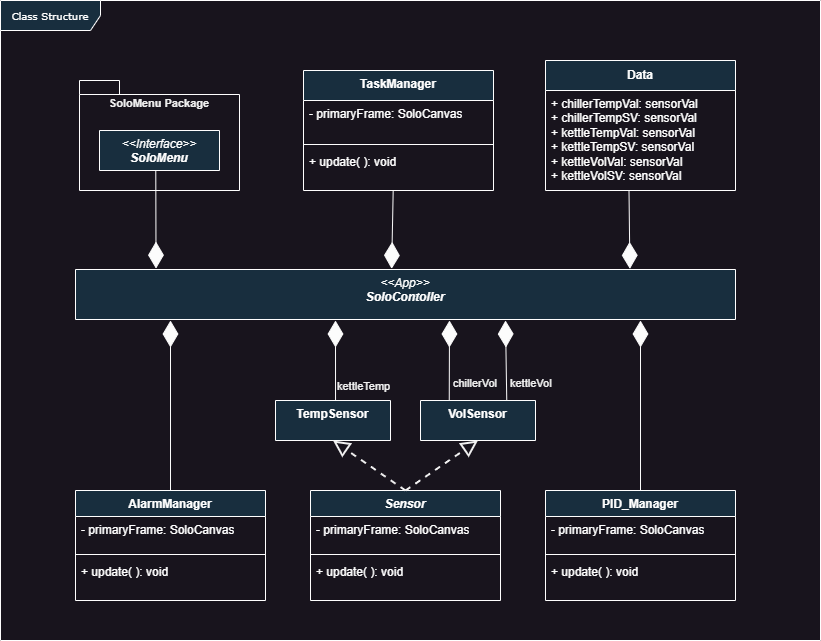 Class Structure
SoloMenu Package
<<Interface>>
SoloMenu
TaskManager
- primaryFrame: SoloCanvas
+ update( ): void
Data
+ chillerTempVal: sensorVal
+ chillerTempSV: sensorVal
+ kettleTempVal: sensorVal
+ kettleTempSV: sensorVal
+ kettleVolVal: sensorVal
+ kettleVolSV: sensorVal
<<App>>
SoloContoller
kettleTemp
chillerVol
kettleVol
TempSensor
VolSensor
AlarmManager
- primaryFrame: SoloCanvas
+ update( ): void
Sensor
- primaryFrame: SoloCanvas
+ update( ): void
PID_Manager
- primaryFrame: SoloCanvas
+ update( ): void